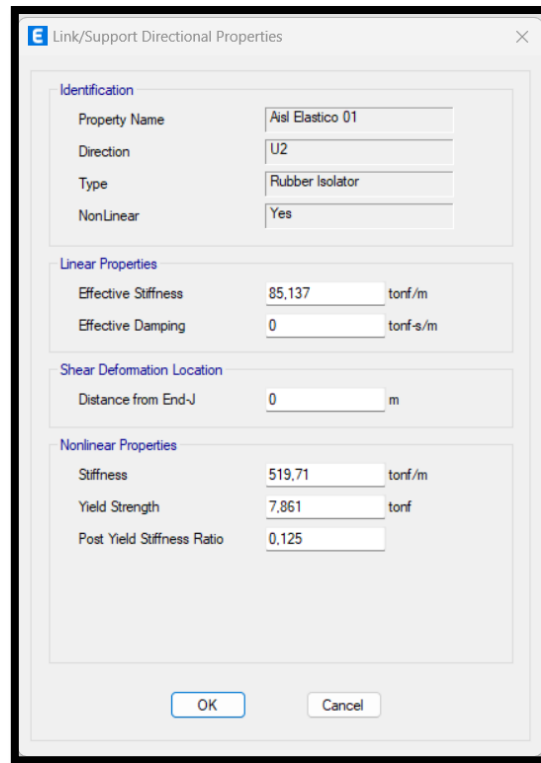 E Link/Support Directional Properties
Identification
Property Name Aisl Elastico 01
Direction U2
Type Rubber Isolator
NonLinear Yes
Linear Properties
Effective Stiffness 85,137 tonf/m
Effective Damping 0 tonf-s/m
Shear Deformation Location
Distance from End-J 0 m
Nonlinear Properties
Stiffness 519,71 tonf/m
Yield Strength 7,861 tonf
Post Yield Stiffness Ratio 0,125
OK Cancel